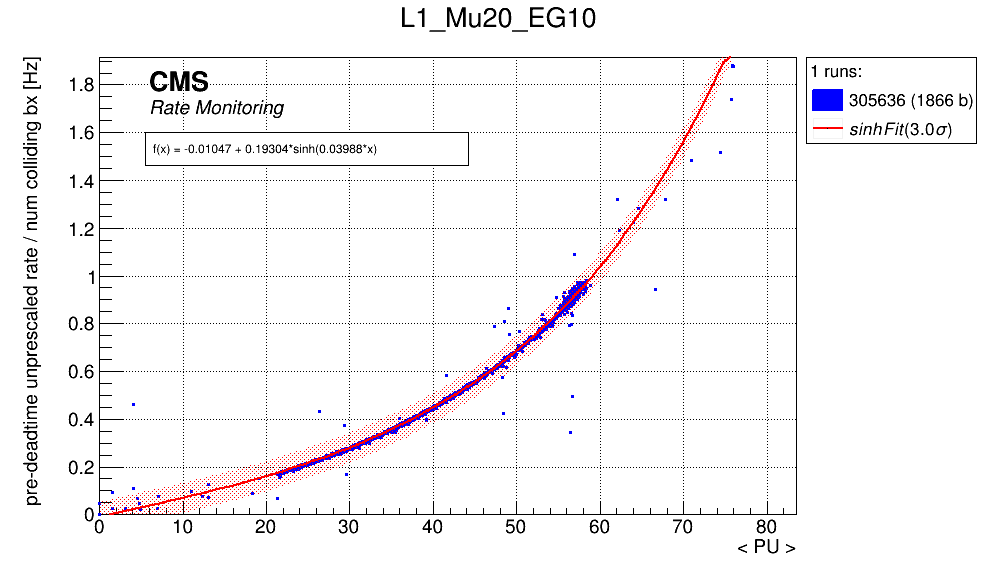 L1_Mu20_EG10
pre-deadtime unprescaled rate / num colliding bx [Hz]
CMS
Rate Monitoring
f(x) = -0.01047 + 0.19304*sinh(0.03988*x)
1 runs:
305636 (1866 b)
sinhFit(3.0σ)
1.8
1.6
1.4
1.2
1
0.8
0.6
0.4
0.2
0
0 10 20 30 40 50 60 70 80
< PU >